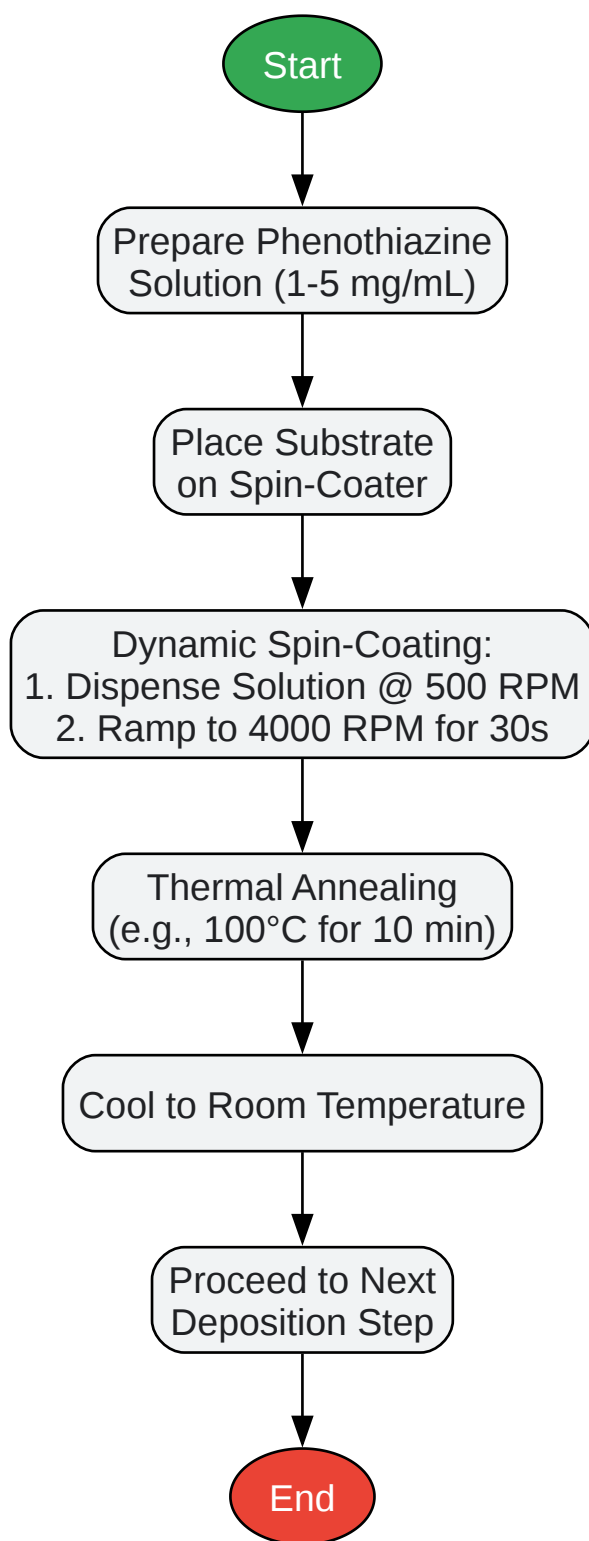 Start
Prepare Phenothiazine
Solution (1-5 mg/mL)
Place Substrate
on Spin-Coater
Dynamic Spin-Coating:
1. Dispense Solution @ 500 RPM
2. Ramp to 4000 RPM for 30s
Thermal Annealing
(e.g., 100°C for 10 min)
Cool to Room Temperature
Proceed to Next
Deposition Step
End